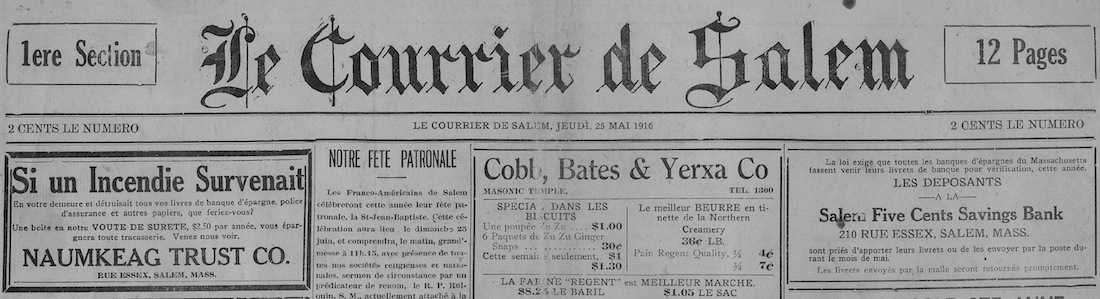 1ere Section
Le Courrier de Salem
12 Pages
2 CENTS LE NUMERO
LE COURRIER DE SALEM, JEUDI, 25 MAI 1916
2 CENTS LE NUMERO
Si un Incendie Survenait
En votre demeure et détruisait tous vos livres de banque d'épargne, police
d'assurance et autres papiers, que feriez-vous?
Une boite en notre VOUTE DE SURETE, $2.50 par année, vous épar-
gnera toute tracasserie. Venez nous voir.
NAUMKEAG TRUST CO.
RUE ESSEX, SALEM, MASS.
NOTRE FETE PATRONALE
Les Franco-Américains de Salem
célébreront cette année leur fête pa-
tronale, la St-Jean-Baptiste. Cette cé-
lébration aura lieu le dimanche 25
juin, et comprendra, le matin, grand'-
messe à 11h.15, avec présence de tou-
tes nos sociétés religieuses et natio-
nales, sermon de circonstance par un
prédicateur de renom, le R. P. Rul-
quin, S. M., actuellement attaché à la
Cobb, Bates & Yerxa Co
MASONIC TEMPLE,
TEL. 1300
SPECIAL DANS LES
BISCUITS
Une poupée Zu Zu
$1.00
6 Paquets de Zu Zu Ginger
Snaps
30¢
Cette semaine seulement, $1
$1.30
Le meilleur BEURRE en ti-
nette de la Northern
Creamery
36¢ LB.
Pain Regent Quality,
½ 4¢
¾ 7¢
LA FARINE "REGENT" est MEILLEUR MARCHE.
$8.25 LE BARIL
$1.05 LE SAC
La loi exige que toutes les banques d'épargnes du Massachusetts
fassent venir leurs livrets de banque pour vérification, cette année.
LES DEPOSANTS
A LA
Salem Five Cents Savings Bank
210 RUE ESSEX, SALEM, MASS.
sont priés d'apporter leurs livrets ou de les envoyer par la poste du-
rant le mois de mai.
Les livrets envoyés par la malle seront retournés promptement.